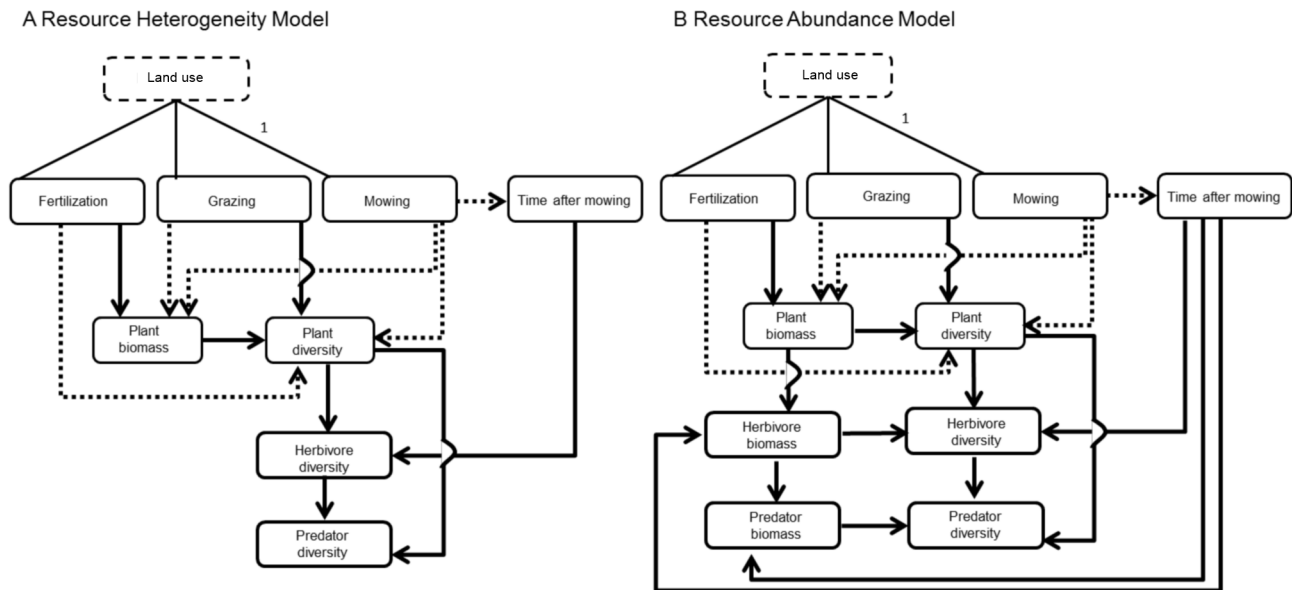 A Resource Heterogeneity Model
Land use
1
Fertilization
Grazing
Mowing
Time after mowing
Plant
biomass
Plant
diversity
Herbivore
diversity
Predator
diversity
B Resource Abundance Model
Land use
1
Fertilization
Grazing
Mowing
Time after mowing
Plant
biomass
Plant
diversity
Herbivore
biomass
Herbivore
diversity
Predator
biomass
Predator
diversity